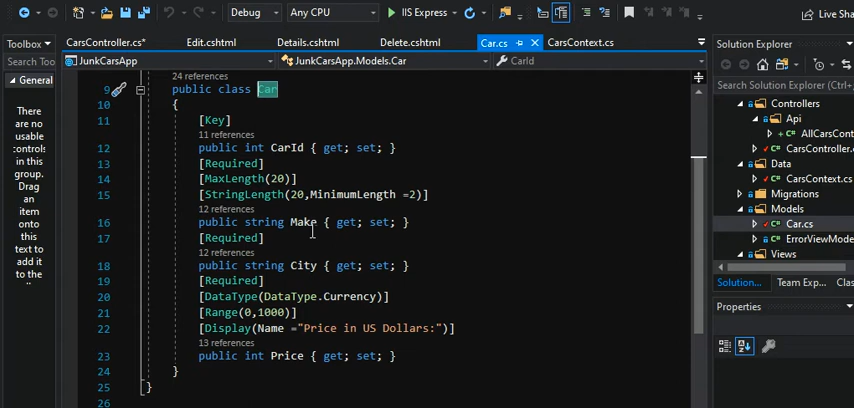 Debug
Any CPU
IIS Express
Live Sha
Toolbox
CarsController.cs*
Edit.cshtml
Details.cshtml
Delete.cshtml
Car.cs
CarsContext.cs
Solution Explorer
Search Too
JunkCarsApp
JunkCarsApp.Models.Car
CarId
General
There
are no
usable
controls
in this
group.
Drag
an
item
onto
this
text to
add it
to the
24 references
9 public class Car
10 {
11 [Key]
11 references
12 public int CarId { get; set; }
13 [Required]
14 [MaxLength(20)]
15 [StringLength(20,MinimumLength =2)]
12 references
16 public string Make { get; set; }
17 [Required]
12 references
18 public string City { get; set; }
19 [Required]
20 [DataType(DataType.Currency)]
21 [Range(0,1000)]
22 [Display(Name ="Price in US Dollars:")]
13 references
23 public int Price { get; set; }
24 }
25 }
26
Search Solution Explorer (Ctrl+
Controllers
Api
C# AllCarsCont
C# CarsController.c
Data
C# CarsContext.cs
Migrations
Models
C# Car.cs
C# ErrorViewMode
Views
Solution...
Team Exp...
Clas
Properties